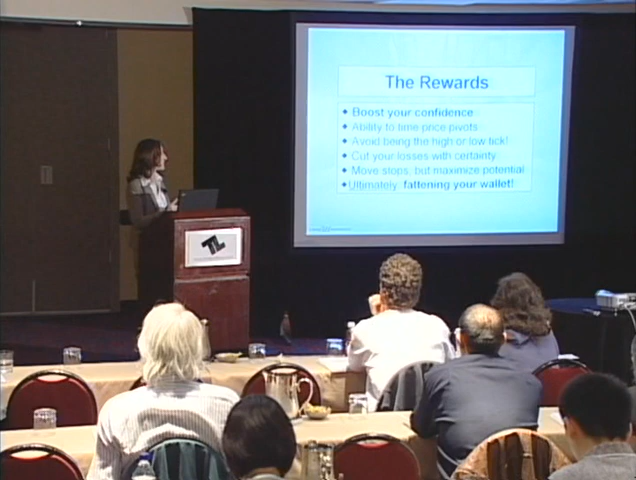 The Rewards
Boost your confidence
Ability to time price pivots
Avoid being the high or low tick!
Cut your losses with certainty
Move stops, but maximize potential
Ultimately, fattening your wallet!
TL